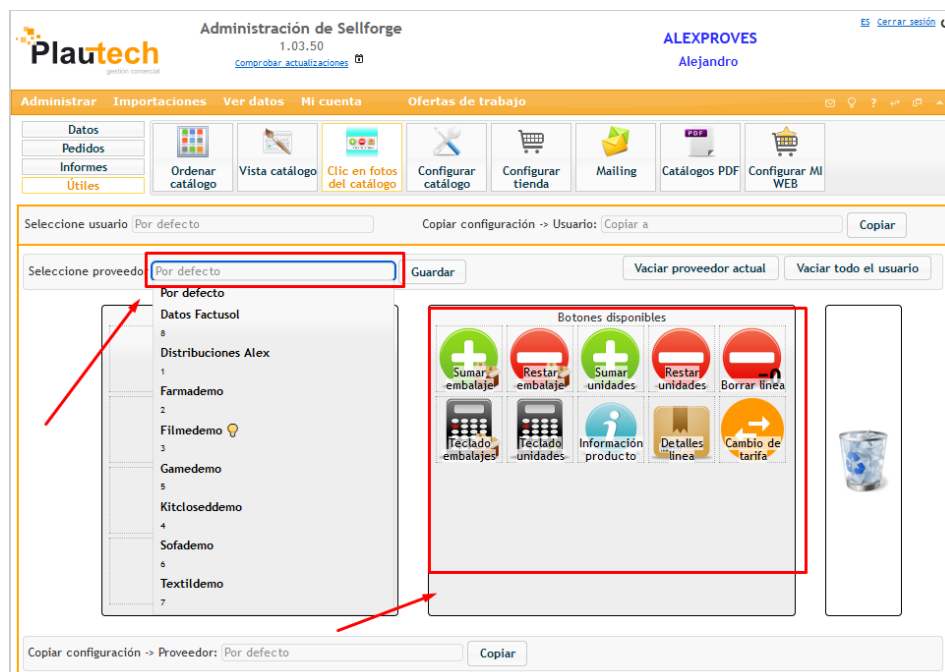 Plautech
gestión comercial
Administración de Sellforge
1.03.50
Comprobar actualizaciones
ALEXPROVES
Alejandro
ES Cerrar sesión
Administrar Importaciones Ver datos Mi cuenta Ofertas de trabajo
Datos
Pedidos
Informes
Útiles
Ordenar
catálogo
Vista catálogo
Clic en fotos
del catálogo
Configurar
catálogo
Configurar
tienda
Mailing
PDF
Catálogos PDF
Configurar MI
WEB
Seleccione usuario Por defecto
Copiar configuración -> Usuario: Copiar a
Copiar
Seleccione proveedor Por defecto
Guardar
Vaciar proveedor actual
Vaciar todo el usuario
Por defecto
Datos Factusol
8
Distribuciones Alex
1
Farmademo
2
Filmedemo
3
Gamedemo
5
Kitcloseddemo
4
Sofademo
6
Textildemo
7
Botones disponibles
Sumar
embalaje
Restar
embalaje
Sumar
unidades
Restar
unidades
Borrar línea
Teclado
embalajes
Teclado
unidades
Información
producto
Detalles
línea
Cambio de
tarifa
Copiar configuración -> Proveedor: Por defecto
Copiar